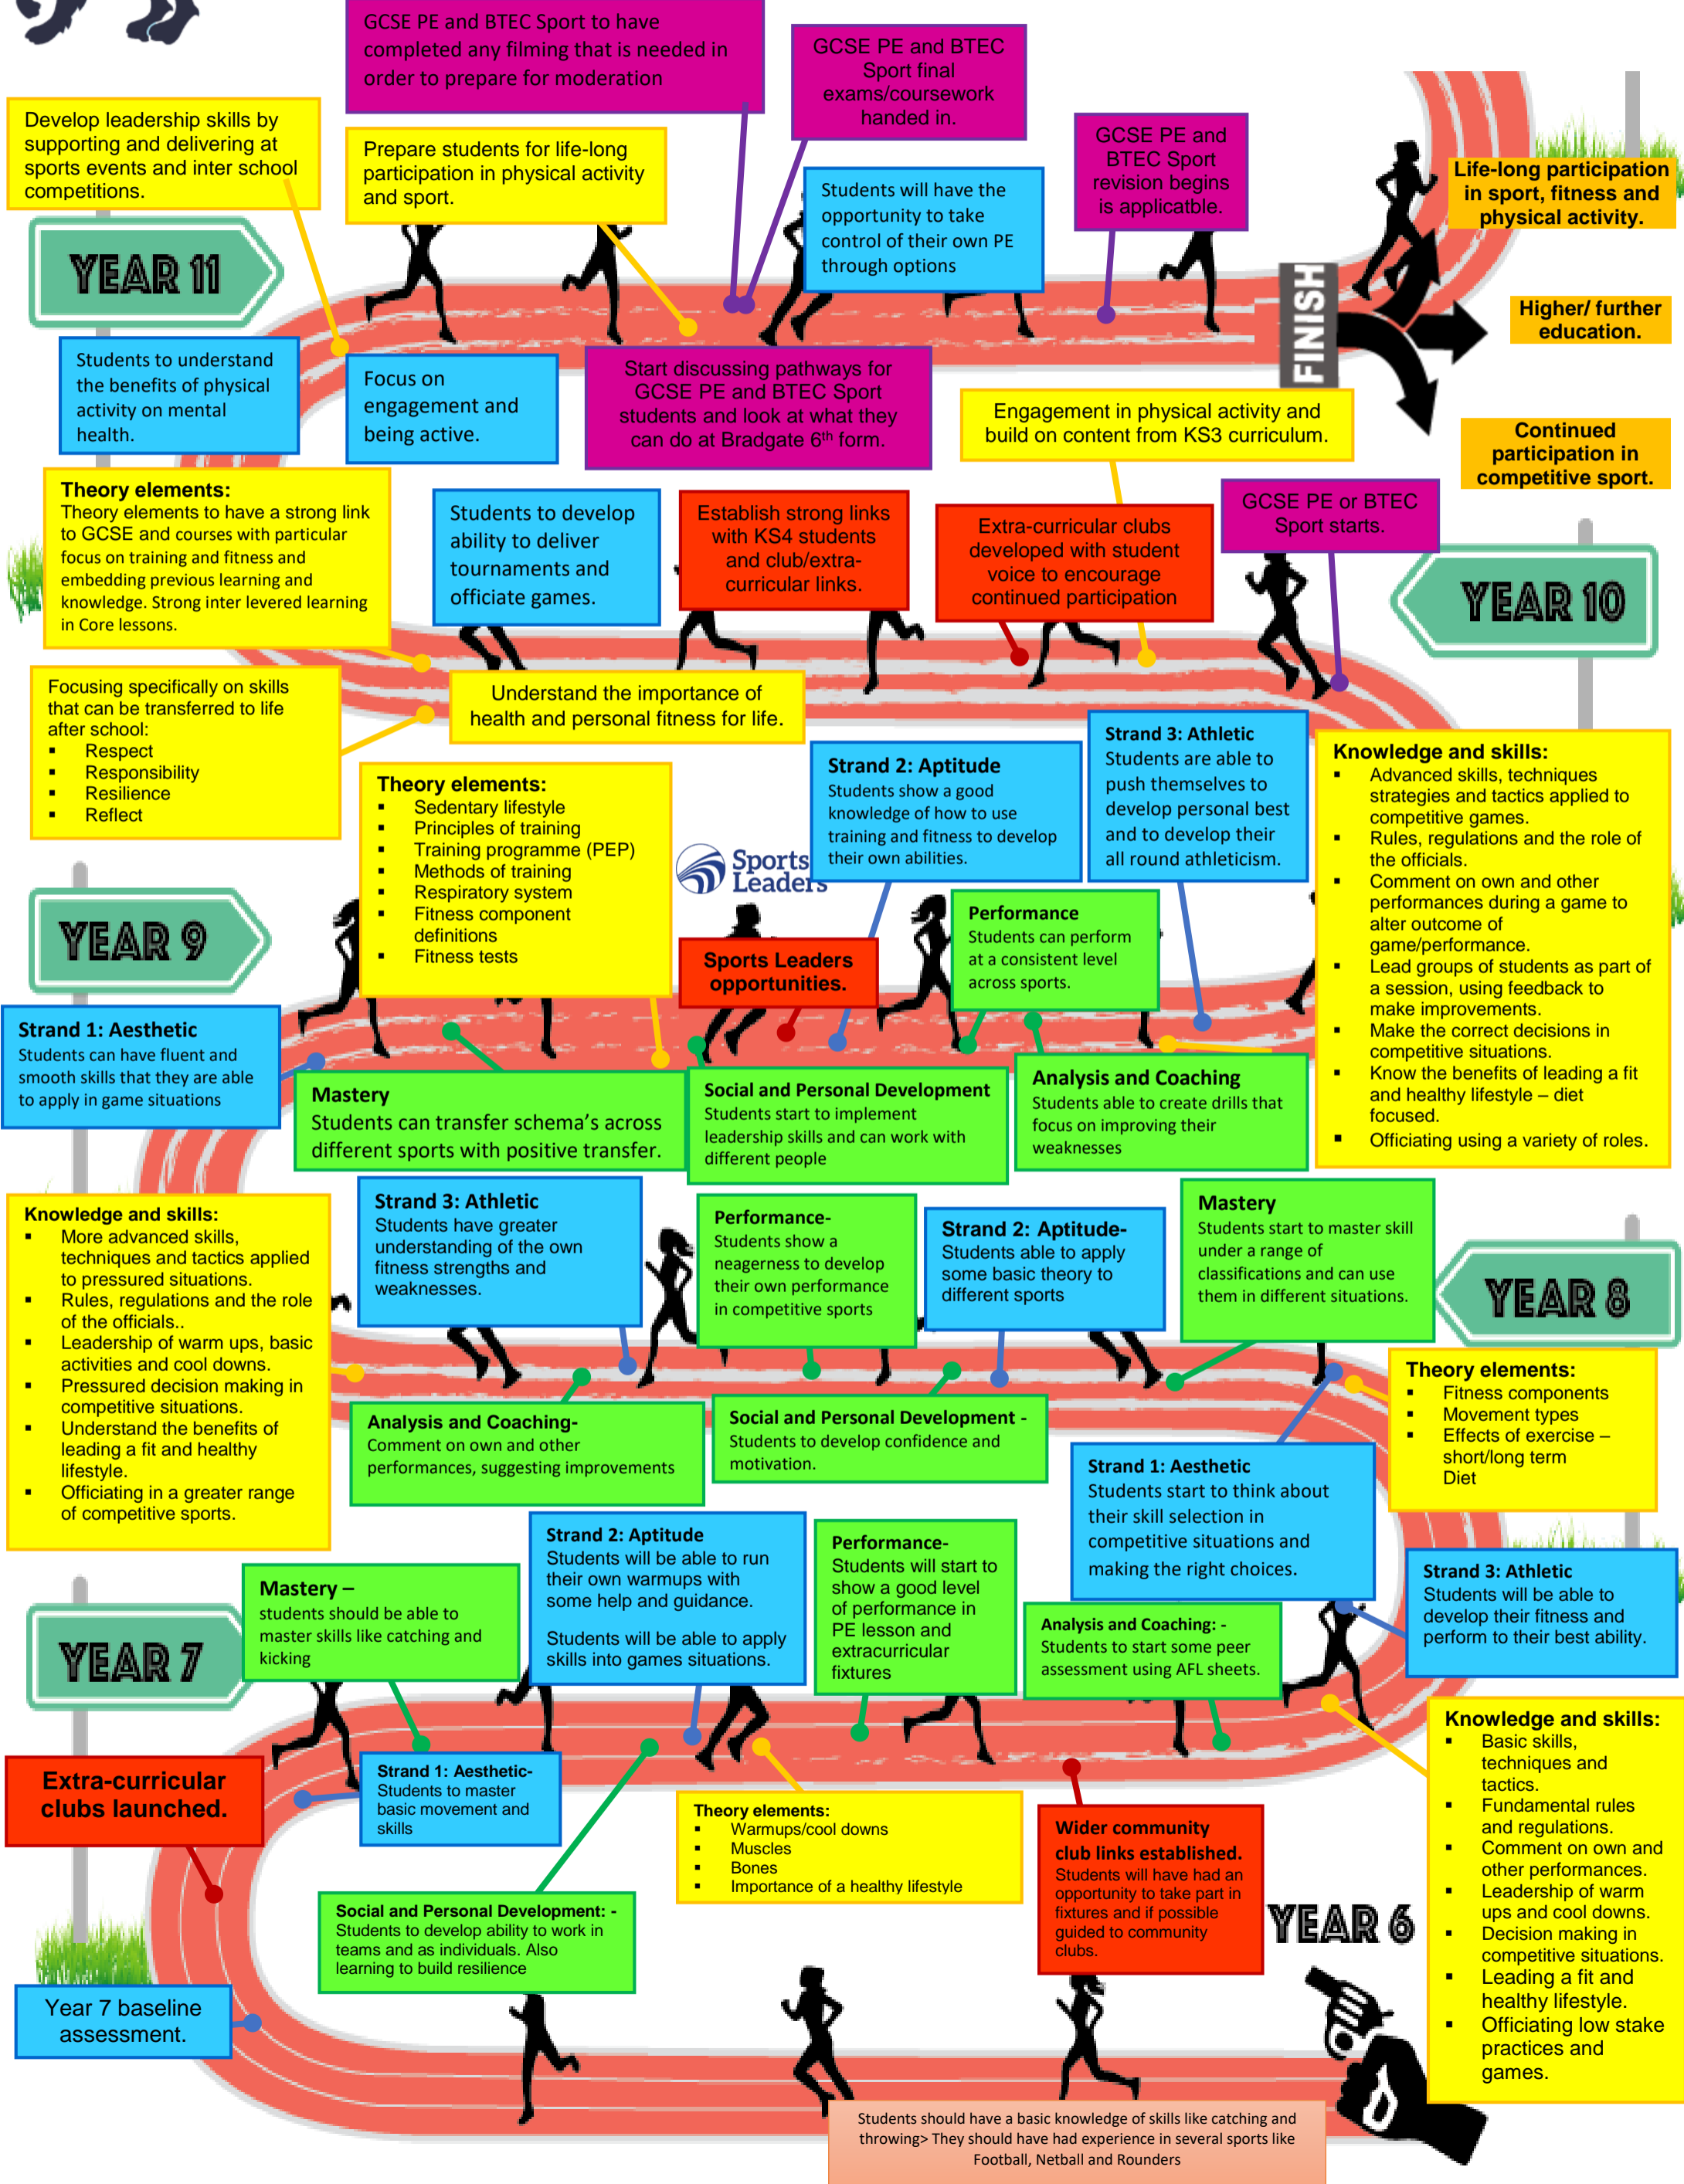 GCSE PE and BTEC Sport to have
completed any filming that is needed in
order to prepare for moderation
GCSE PE and BTEC
Sport final
exams/coursework
handed in.
Develop leadership skills by
supporting and delivering at
sports events and inter school
competitions.
Prepare students for life-long
participation in physical activity
and sport.
Students will have the
opportunity to take
control of their own PE
through options
GCSE PE and
BTEC Sport
revision begins
is applicatble.
Life-long participation
in sport, fitness and
physical activity.
YEAR 11
FINISH
Higher/ further
education.
Students to understand
the benefits of physical
activity on mental
health.
Focus on
engagement and
being active.
Start discussing pathways for
GCSE PE and BTEC Sport
students and look at what they
can do at Bradgate 6th form.
Engagement in physical activity and
build on content from KS3 curriculum.
Continued
participation in
competitive sport.
Theory elements:
Theory elements to have a strong link
to GCSE and courses with particular
focus on training and fitness and
embedding previous learning and
knowledge. Strong inter levered learning
in Core lessons.
Students to develop
ability to deliver
tournaments and
officiate games.
Establish strong links
with KS4 students
and club/extra-
curricular links.
Extra-curricular clubs
developed with student
voice to encourage
continued participation
GCSE PE or BTEC
Sport starts.
YEAR 10
Focusing specifically on skills
that can be transferred to life
after school:
▪ Respect
▪ Responsibility
▪ Resilience
▪ Reflect
Understand the importance of
health and personal fitness for life.
Theory elements:
▪ Sedentary lifestyle
▪ Principles of training
▪ Training programme (PEP)
▪ Methods of training
▪ Respiratory system
▪ Fitness component
definitions
▪ Fitness tests
Sports
Leaders
Strand 2: Aptitude
Students show a good
knowledge of how to use
training and fitness to develop
their own abilities.
Strand 3: Athletic
Students are able to
push themselves to
develop personal best
and to develop their
all round athleticism.
Knowledge and skills:
▪ Advanced skills, techniques
strategies and tactics applied to
competitive games.
▪ Rules, regulations and the role of
the officials.
▪ Comment on own and other
performances during a game to
alter outcome of
game/performance.
▪ Lead groups of students as part of
a session, using feedback to
make improvements.
▪ Make the correct decisions in
competitive situations.
▪ Know the benefits of leading a fit
and healthy lifestyle – diet
focused.
▪ Officiating using a variety of roles.
YEAR 9
Sports Leaders
opportunities.
Performance
Students can perform
at a consistent level
across sports.
Strand 1: Aesthetic
Students can have fluent and
smooth skills that they are able
to apply in game situations
Mastery
Students can transfer schema's across
different sports with positive transfer.
Social and Personal Development
Students start to implement
leadership skills and can work with
different people
Analysis and Coaching
Students able to create drills that
focus on improving their
weaknesses
Knowledge and skills:
▪ More advanced skills,
techniques and tactics applied
to pressured situations.
▪ Rules, regulations and the role
of the officials..
▪ Leadership of warm ups, basic
activities and cool downs.
▪ Pressured decision making in
competitive situations.
▪ Understand the benefits of
leading a fit and healthy
lifestyle.
▪ Officiating in a greater range
of competitive sports.
Strand 3: Athletic
Students have greater
understanding of the own
fitness strengths and
weaknesses.
Performance-
Students show a
neagerness to develop
their own performance
in competitive sports
Strand 2: Aptitude-
Students able to apply
some basic theory to
different sports
Mastery
Students start to master skill
under a range of
classifications and can use
them in different situations.
YEAR 8
Theory elements:
▪ Fitness components
▪ Movement types
▪ Effects of exercise –
short/long term
Diet
Analysis and Coaching-
Comment on own and other
performances, suggesting improvements
Social and Personal Development -
Students to develop confidence and
motivation.
Strand 1: Aesthetic
Students start to think about
their skill selection in
competitive situations and
making the right choices.
Strand 3: Athletic
Students will be able to
develop their fitness and
perform to their best ability.
YEAR 7
Mastery –
students should be able to
master skills like catching and
kicking
Strand 2: Aptitude
Students will be able to run
their own warmups with
some help and guidance.
Students will be able to apply
skills into games situations.
Performance-
Students will start to
show a good level
of performance in
PE lesson and
extracurricular
fixtures
Analysis and Coaching: -
Students to start some peer
assessment using AFL sheets.
Knowledge and skills:
▪ Basic skills,
techniques and
tactics.
▪ Fundamental rules
and regulations.
▪ Comment on own and
other performances.
▪ Leadership of warm
ups and cool downs.
▪ Decision making in
competitive situations.
▪ Leading a fit and
healthy lifestyle.
▪ Officiating low stake
practices and
games.
Extra-curricular
clubs launched.
Strand 1: Aesthetic-
Students to master
basic movement and
skills
Theory elements:
▪ Warmups/cool downs
▪ Muscles
▪ Bones
▪ Importance of a healthy lifestyle
Wider community
club links established.
Students will have had an
opportunity to take part in
fixtures and if possible
guided to community
clubs.
Social and Personal Development: -
Students to develop ability to work in
teams and as individuals. Also
learning to build resilience
YEAR 6
Year 7 baseline
assessment.
Students should have a basic knowledge of skills like catching and
throwing> They should have had experience in several sports like
Football, Netball and Rounders